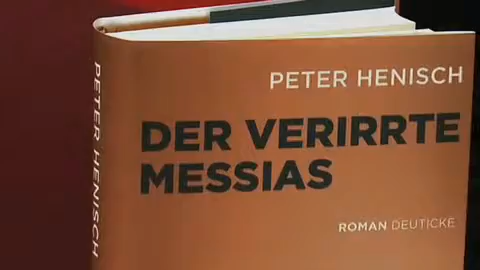 PETER HENISCH
PETER HENISCH
DER VERIRRTE
MESSIAS
ROMAN DEUTICKE